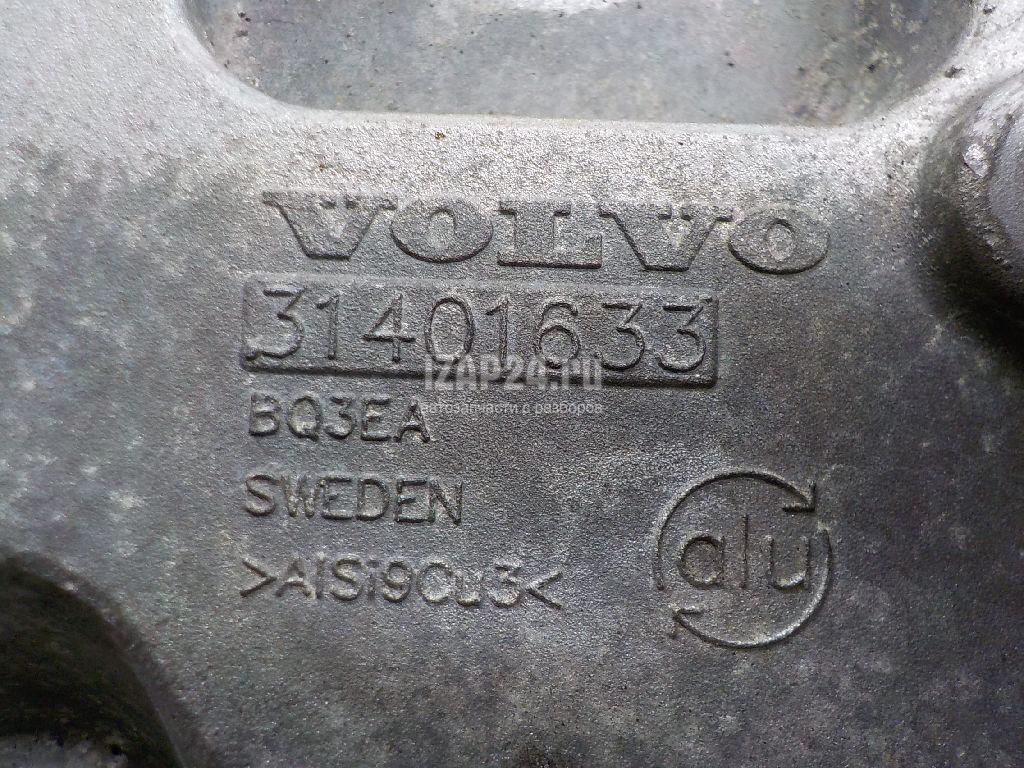 VOLVO
31401633
IZAP24.RU
автозапчасти с разборов
BQ3EA
SWEDEN
>AlSi9Cu3<
alu